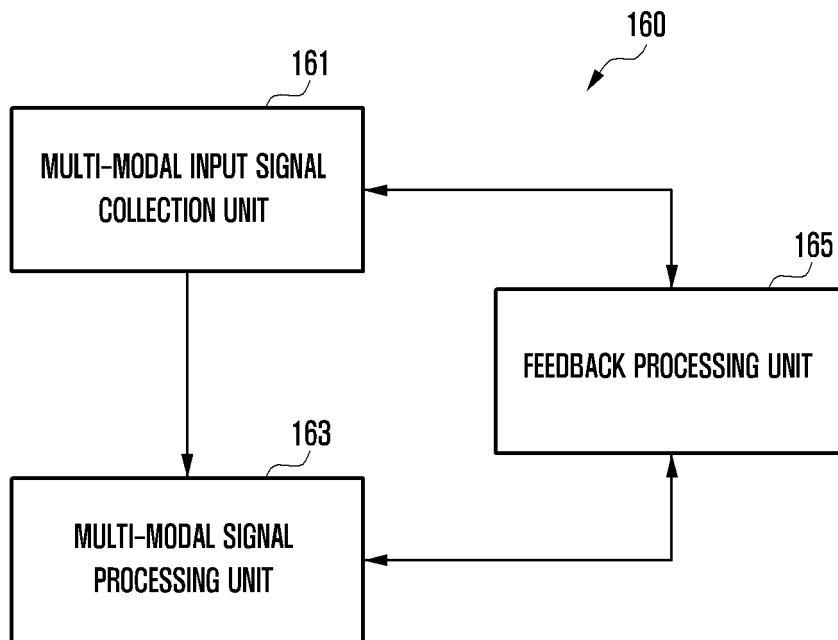 160
161
MULTI-MODAL INPUT SIGNAL
COLLECTION UNIT
165
FEEDBACK PROCESSING UNIT
163
MULTI-MODAL SIGNAL
PROCESSING UNIT